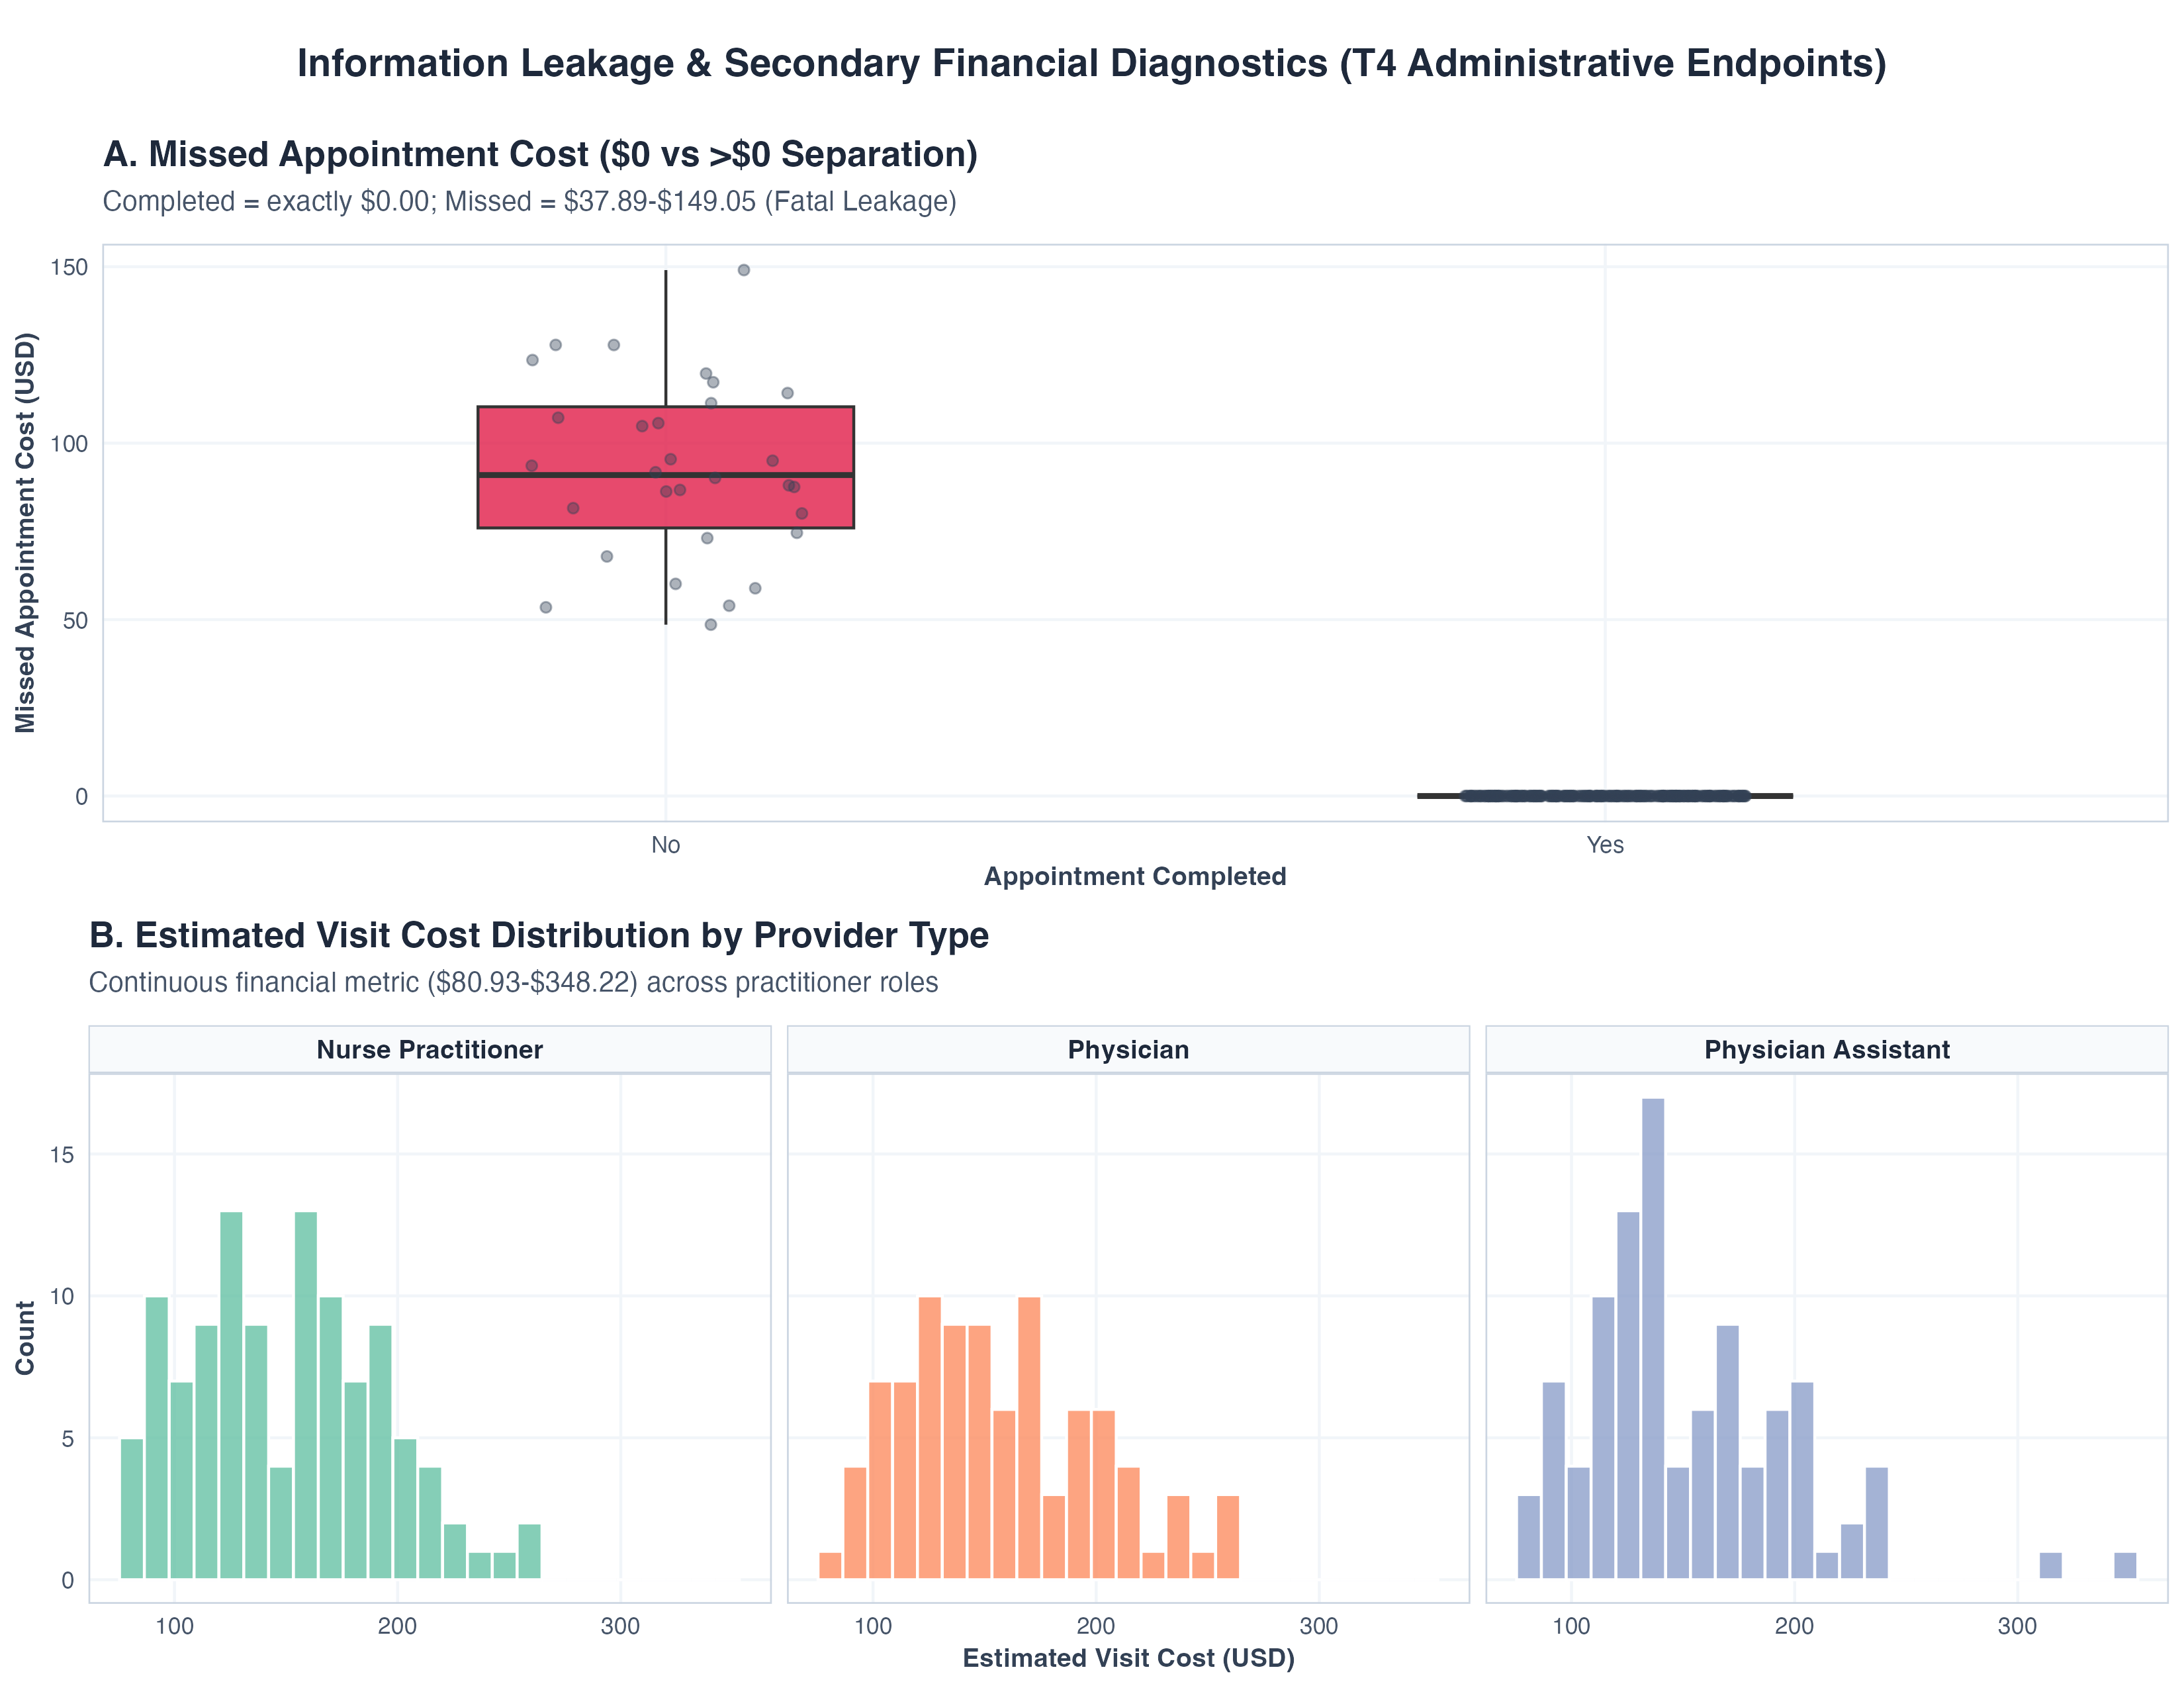 Information Leakage & Secondary Financial Diagnostics (T4 Administrative Endpoints)
A. Missed Appointment Cost ($0 vs >$0 Separation)
Completed = exactly $0.00; Missed = $37.89-$149.05 (Fatal Leakage)
Missed Appointment Cost (USD)
150
100
50
0
No Yes
Appointment Completed
B. Estimated Visit Cost Distribution by Provider Type
Continuous financial metric ($80.93-$348.22) across practitioner roles
Nurse Practitioner Physician Physician Assistant
Count
15
10
5
0
100 200 300 100 200 300 100 200 300
Estimated Visit Cost (USD)